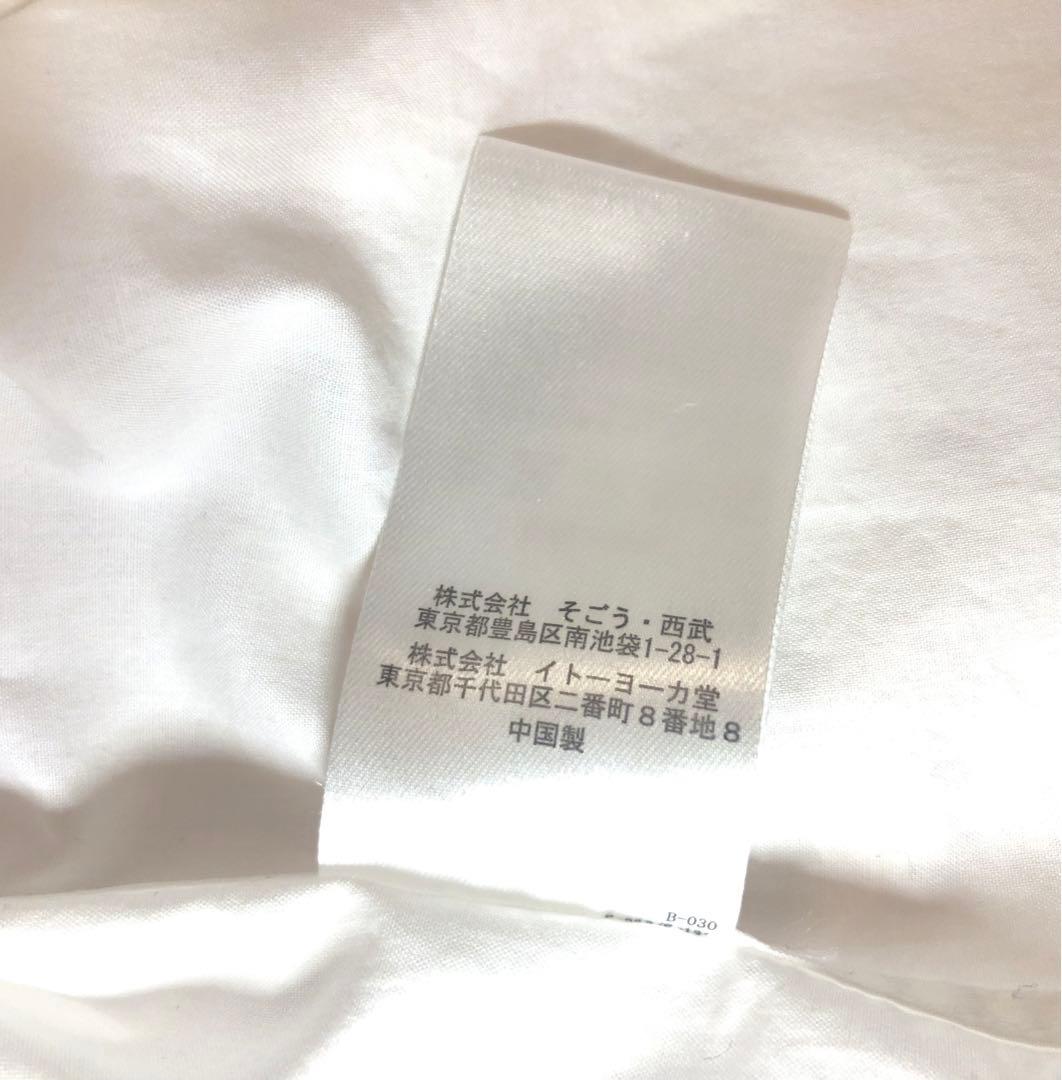 株式会社　そごう・西武
東京都豊島区南池袋1-28-1
株式会社　イトーヨーカ堂
東京都千代田区二番町８番地８
中国製
B-030